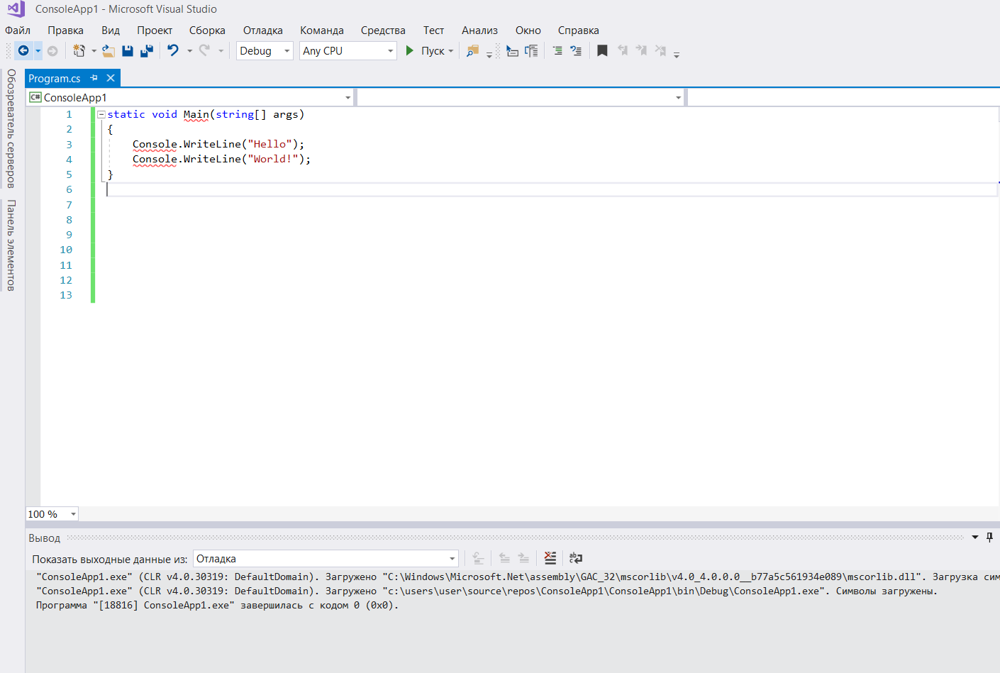 ConsoleApp1 - Microsoft Visual Studio
Файл Правка Вид Проект Сборка Отладка Команда Средства Тест Анализ Окно Справка
Debug Any CPU Пуск
Обозреватель серверов
Панель элементов
Program.cs
C# ConsoleApp1
1 static void Main(string[] args)
2 {
3 Console.WriteLine("Hello");
4 Console.WriteLine("World!");
5 }
6
7
8
9
10
11
12
13
100 %
Вывод
Показать выходные данные из: Отладка
"ConsoleApp1.exe" (CLR v4.0.30319: DefaultDomain). Загружено "C:\Windows\Microsoft.Net\assembly\GAC_32\mscorlib\v4.0_4.0.0.0__b77a5c561934e089\mscorlib.dll". Загрузка сим
"ConsoleApp1.exe" (CLR v4.0.30319: DefaultDomain). Загружено "c:\users\user\source\repos\ConsoleApp1\ConsoleApp1\bin\Debug\ConsoleApp1.exe". Символы загружены.
Программа "[18816] ConsoleApp1.exe" завершилась с кодом 0 (0x0).